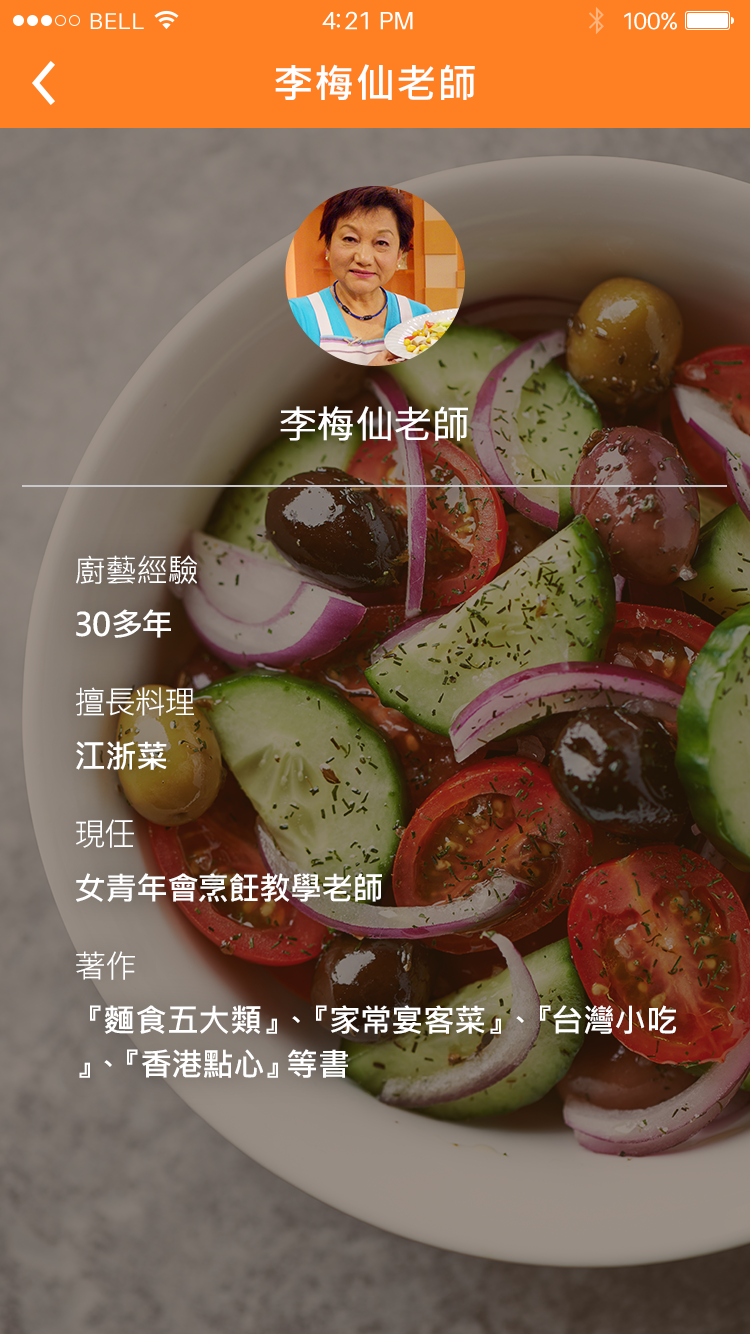 BELL 4:21 PM 100%
李梅仙老師
李梅仙老師
廚藝經驗
30多年
擅長料理
江浙菜
現任
女青年會烹飪教學老師
著作
『麵食五大類』、『家常宴客菜』、『台灣小吃
』、『香港點心』等書